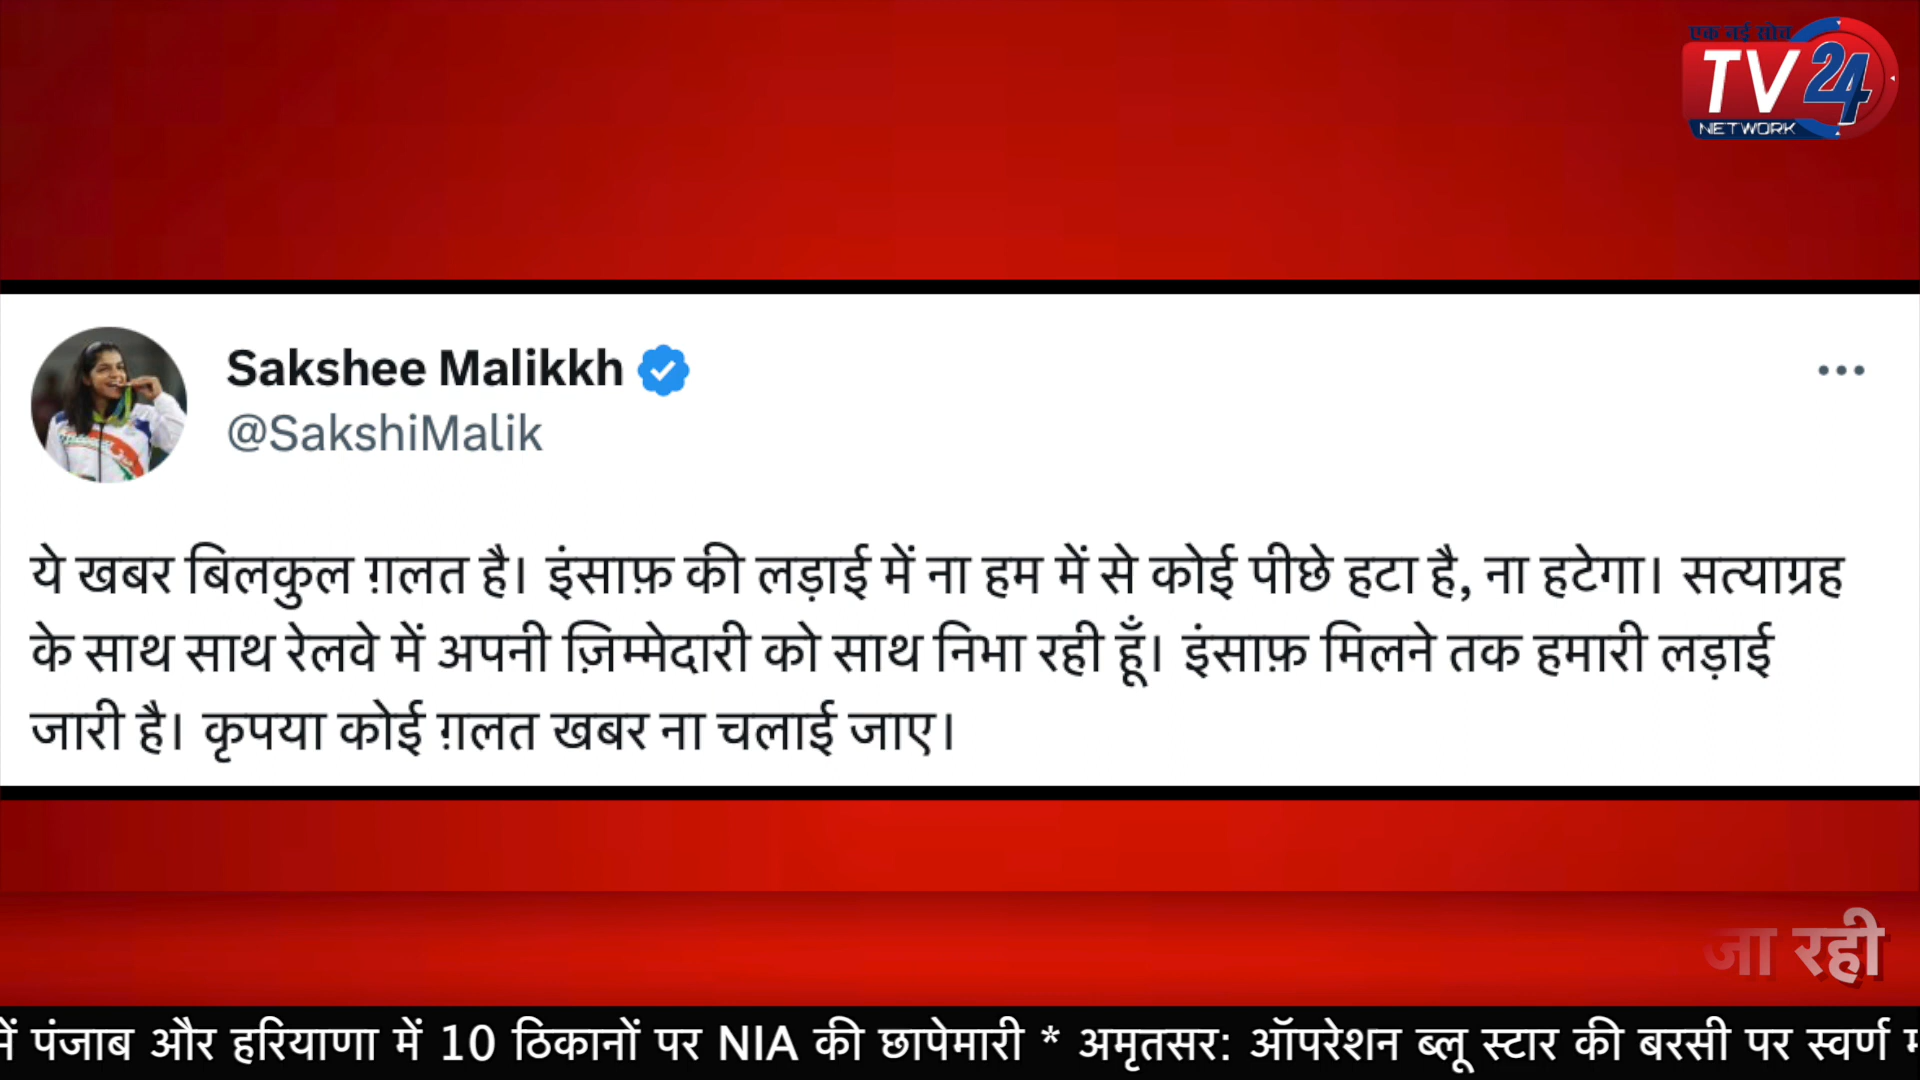 एक नई सोच
TV 24
NETWORK
Sakshee Malikkh
@SakshiMalik
ये खबर बिलकुल ग़लत है। इंसाफ़ की लड़ाई में ना हम में से कोई पीछे हटा है, ना हटेगा। सत्याग्रह
के साथ साथ रेलवे में अपनी ज़िम्मेदारी को साथ निभा रही हूँ। इंसाफ़ मिलने तक हमारी लड़ाई
जारी है। कृपया कोई ग़लत खबर ना चलाई जाए।
जा रही
में पंजाब और हरियाणा में 10 ठिकानों पर NIA की छापेमारी * अमृतसर: ऑपरेशन ब्लू स्टार की बरसी पर स्वर्ण